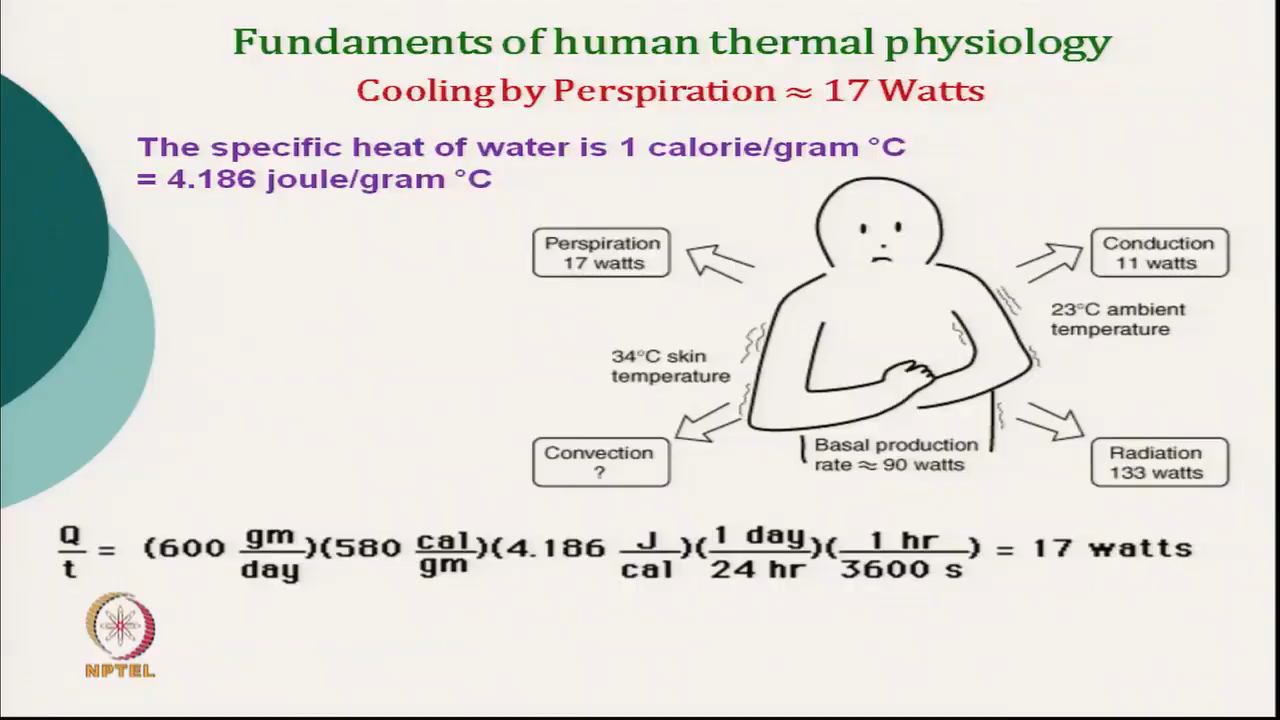 Fundaments of human thermal physiology
Cooling by Perspiration ≈ 17 Watts
The specific heat of water is 1 calorie/gram °C
= 4.186 joule/gram °C
Perspiration
17 watts
Conduction
11 watts
23°C ambient
temperature
34°C skin
temperature
Convection
?
Basal production
rate ≈ 90 watts
Radiation
133 watts
Q/t = (600 gm/day)(580 cal/gm)(4.186 J/cal)(1 day/24 hr)(1 hr/3600 s) = 17 watts
NPTEL